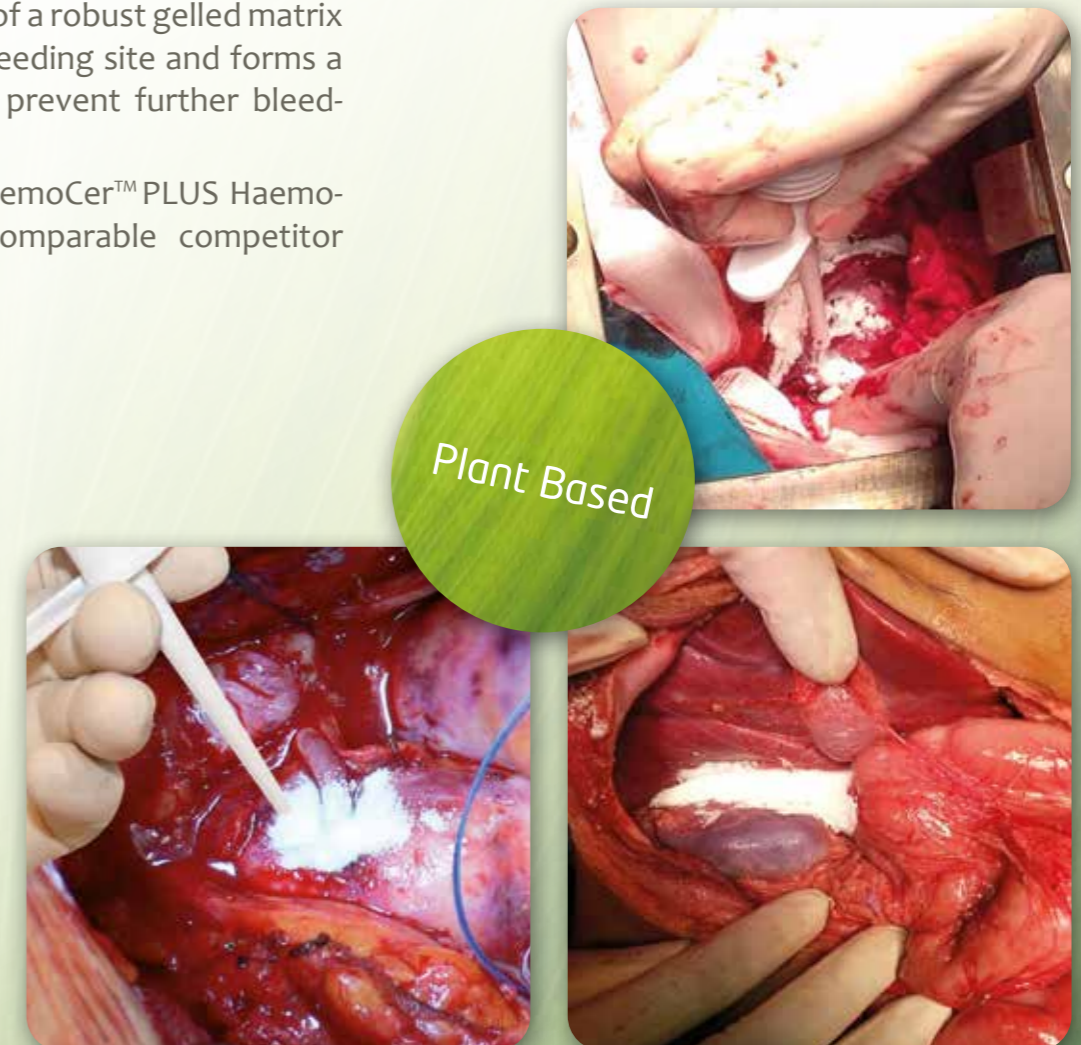 of a robust gelled matrix
eeding site and forms a
prevent further bleed-
emoCer™ PLUS Haemo-
omparable competitor
Plant Based